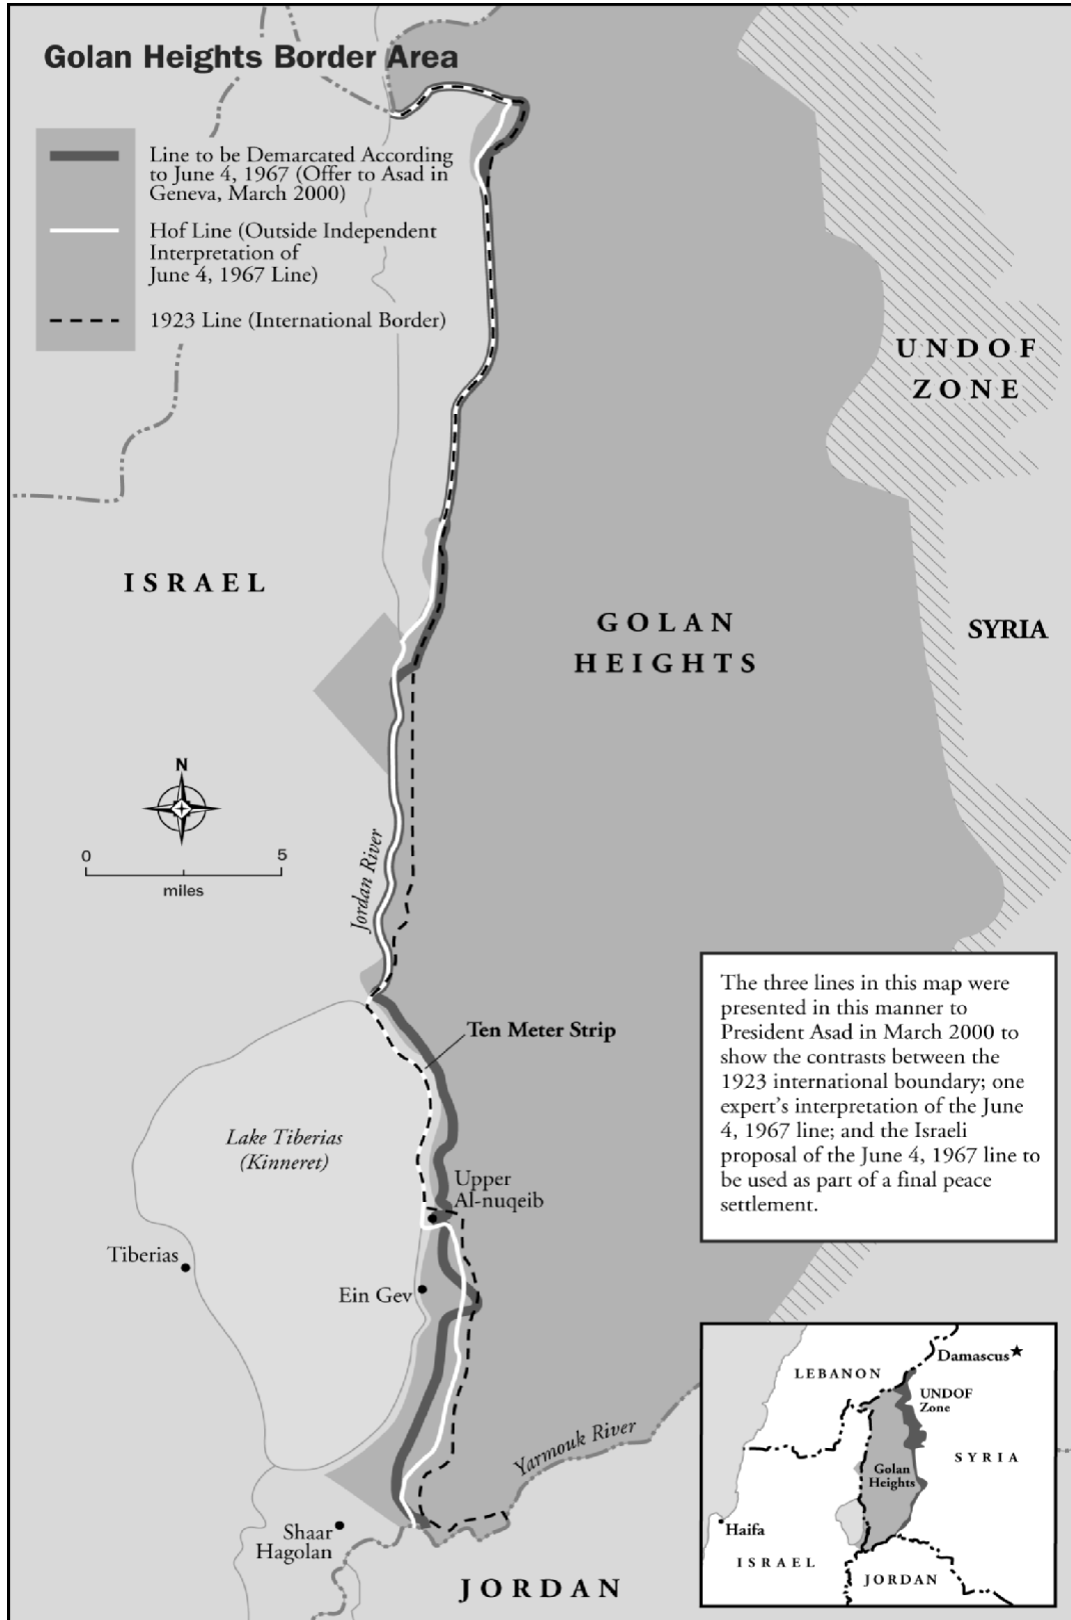 Golan Heights Border Area
Line to be Demarcated According
to June 4, 1967 (Offer to Asad in
Geneva, March 2000)
Hof Line (Outside Independent
Interpretation of
June 4, 1967 Line)
1923 Line (International Border)
UNDOF
ZONE
ISRAEL
GOLAN
HEIGHTS
SYRIA
N
0
5
miles
Jordan River
The three lines in this map were
presented in this manner to
President Asad in March 2000 to
show the contrasts between the
1923 international boundary; one
expert's interpretation of the June
4, 1967 line; and the Israeli
proposal of the June 4, 1967 line to
be used as part of a final peace
settlement.
Ten Meter Strip
Lake Tiberias
(Kinneret)
Upper
Al-nuqeib
Tiberias
Ein Gev
Yarmouk River
Shaar
Hagolan
JORDAN
Damascus
LEBANON
UNDOF
Zone
SYRIA
Golan
Heights
Haifa
ISRAEL
JORDAN